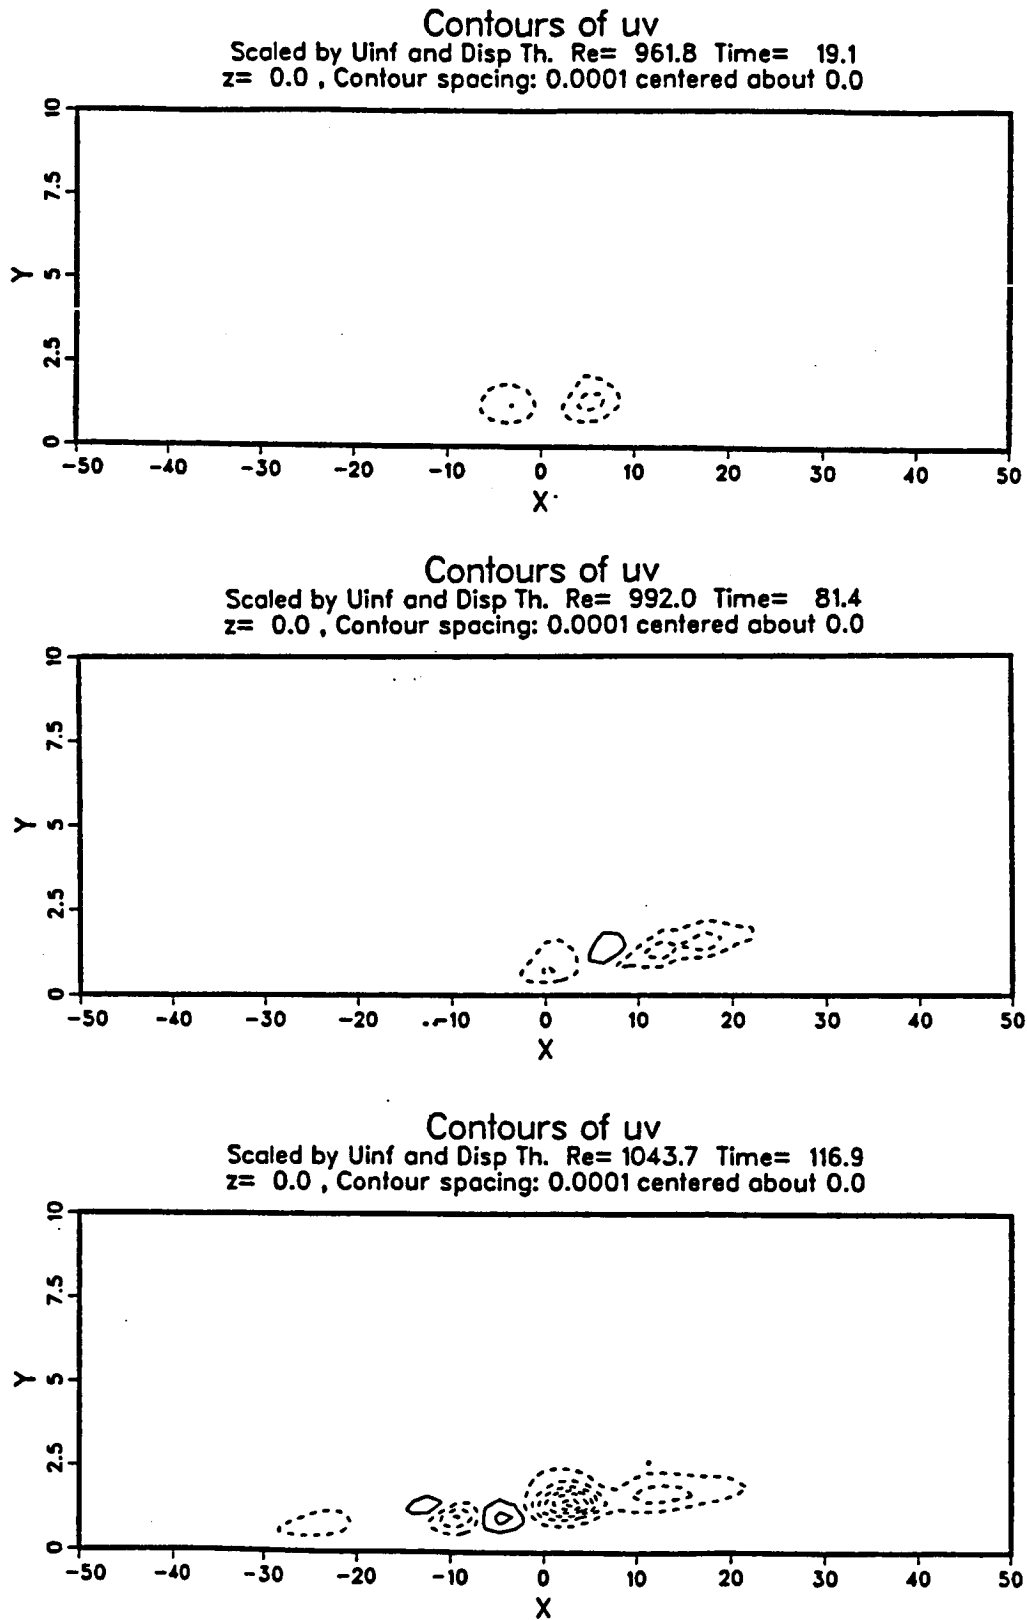 Contours of uv
Scaled by Uinf and Disp Th. Re= 961.8 Time= 19.1
z= 0.0 , Contour spacing: 0.0001 centered about 0.0
10
7.5
5
2.5
0
Y
-50 -40 -30 -20 -10 0 10 20 30 40 50
X
Contours of uv
Scaled by Uinf and Disp Th. Re= 992.0 Time= 81.4
z= 0.0 , Contour spacing: 0.0001 centered about 0.0
10
7.5
5
2.5
0
Y
-50 -40 -30 -20 -10 0 10 20 30 40 50
X
Contours of uv
Scaled by Uinf and Disp Th. Re= 1043.7 Time= 116.9
z= 0.0 , Contour spacing: 0.0001 centered about 0.0
10
7.5
5
2.5
0
Y
-50 -40 -30 -20 -10 0 10 20 30 40 50
X